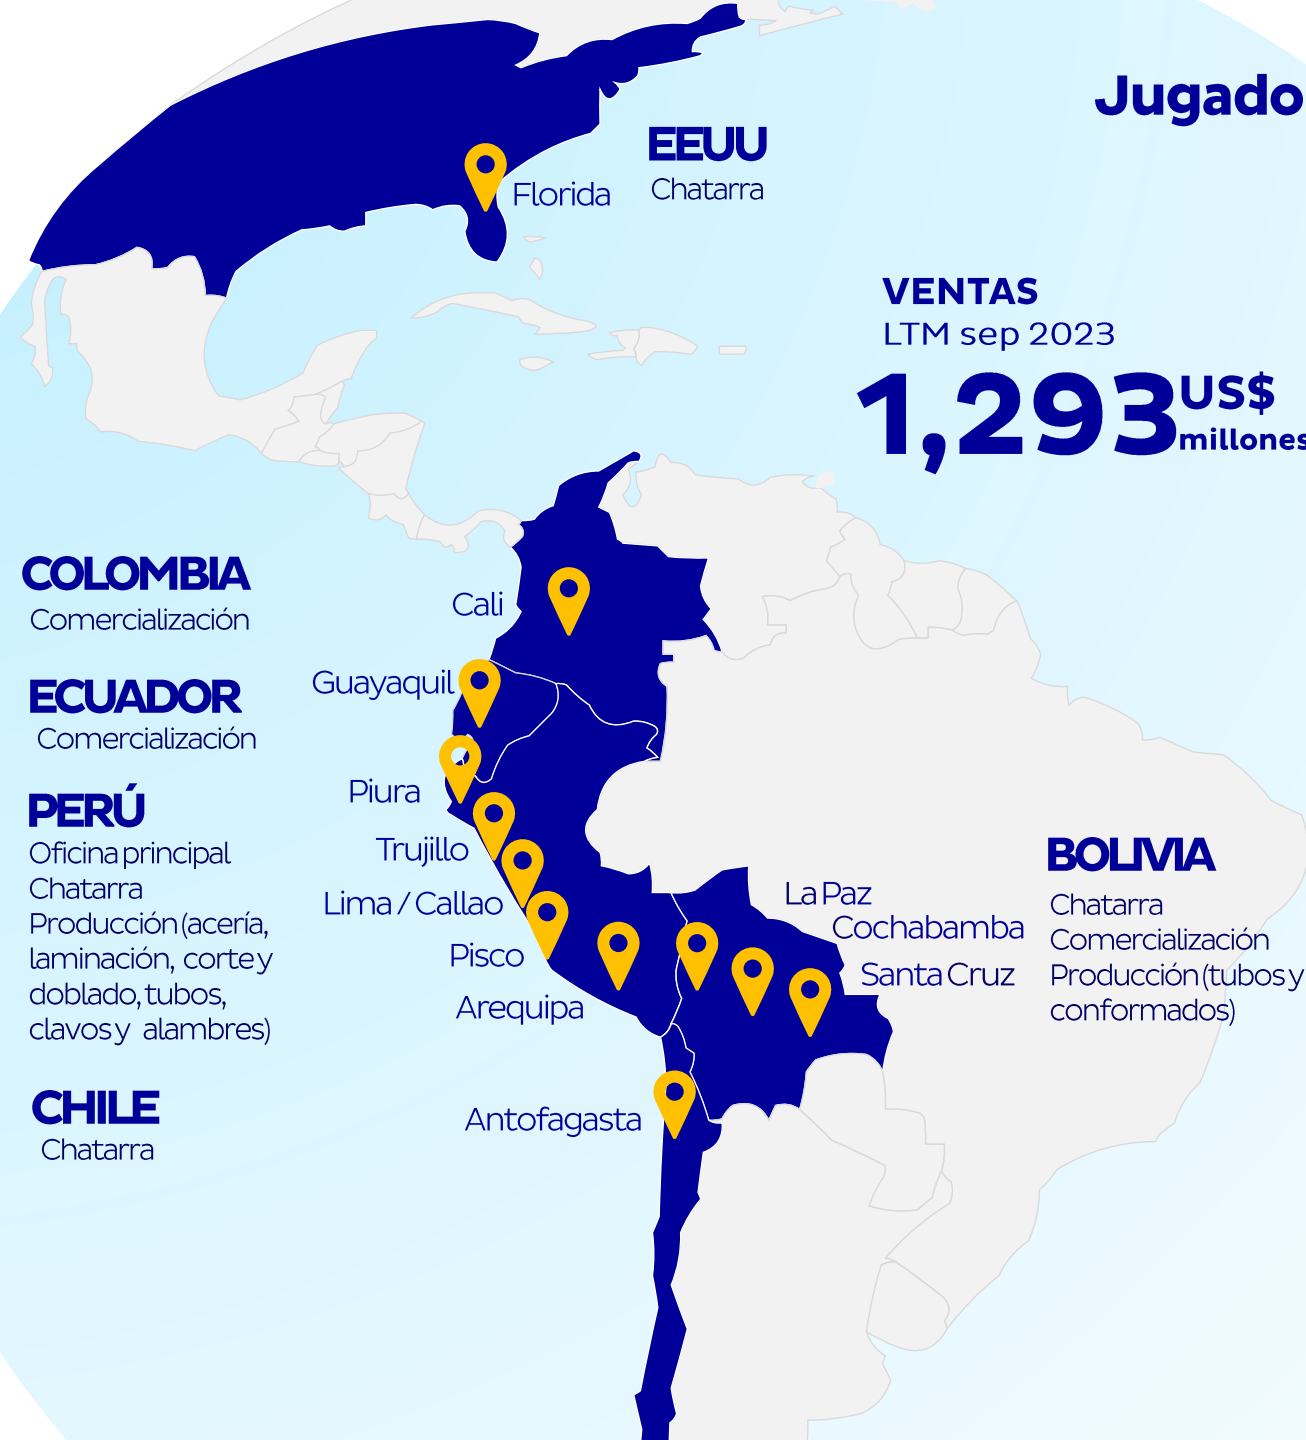 Jugado
EEUU
Chatarra
Florida
VENTAS
LTM sep 2023
1,293 US$
millones
COLOMBIA
Comercialización
Cali
ECUADOR
Comercialización
Guayaquil
PERÚ
Oficina principal
Chatarra
Producción (acería,
laminación, corte y
doblado, tubos,
clavos y alambres)
Piura
Trujillo
Lima / Callao
Pisco
Arequipa
La Paz
Cochabamba
Santa Cruz
BOLIVIA
Chatarra
Comercialización
Producción (tubos y
conformados)
CHILE
Chatarra
Antofagasta